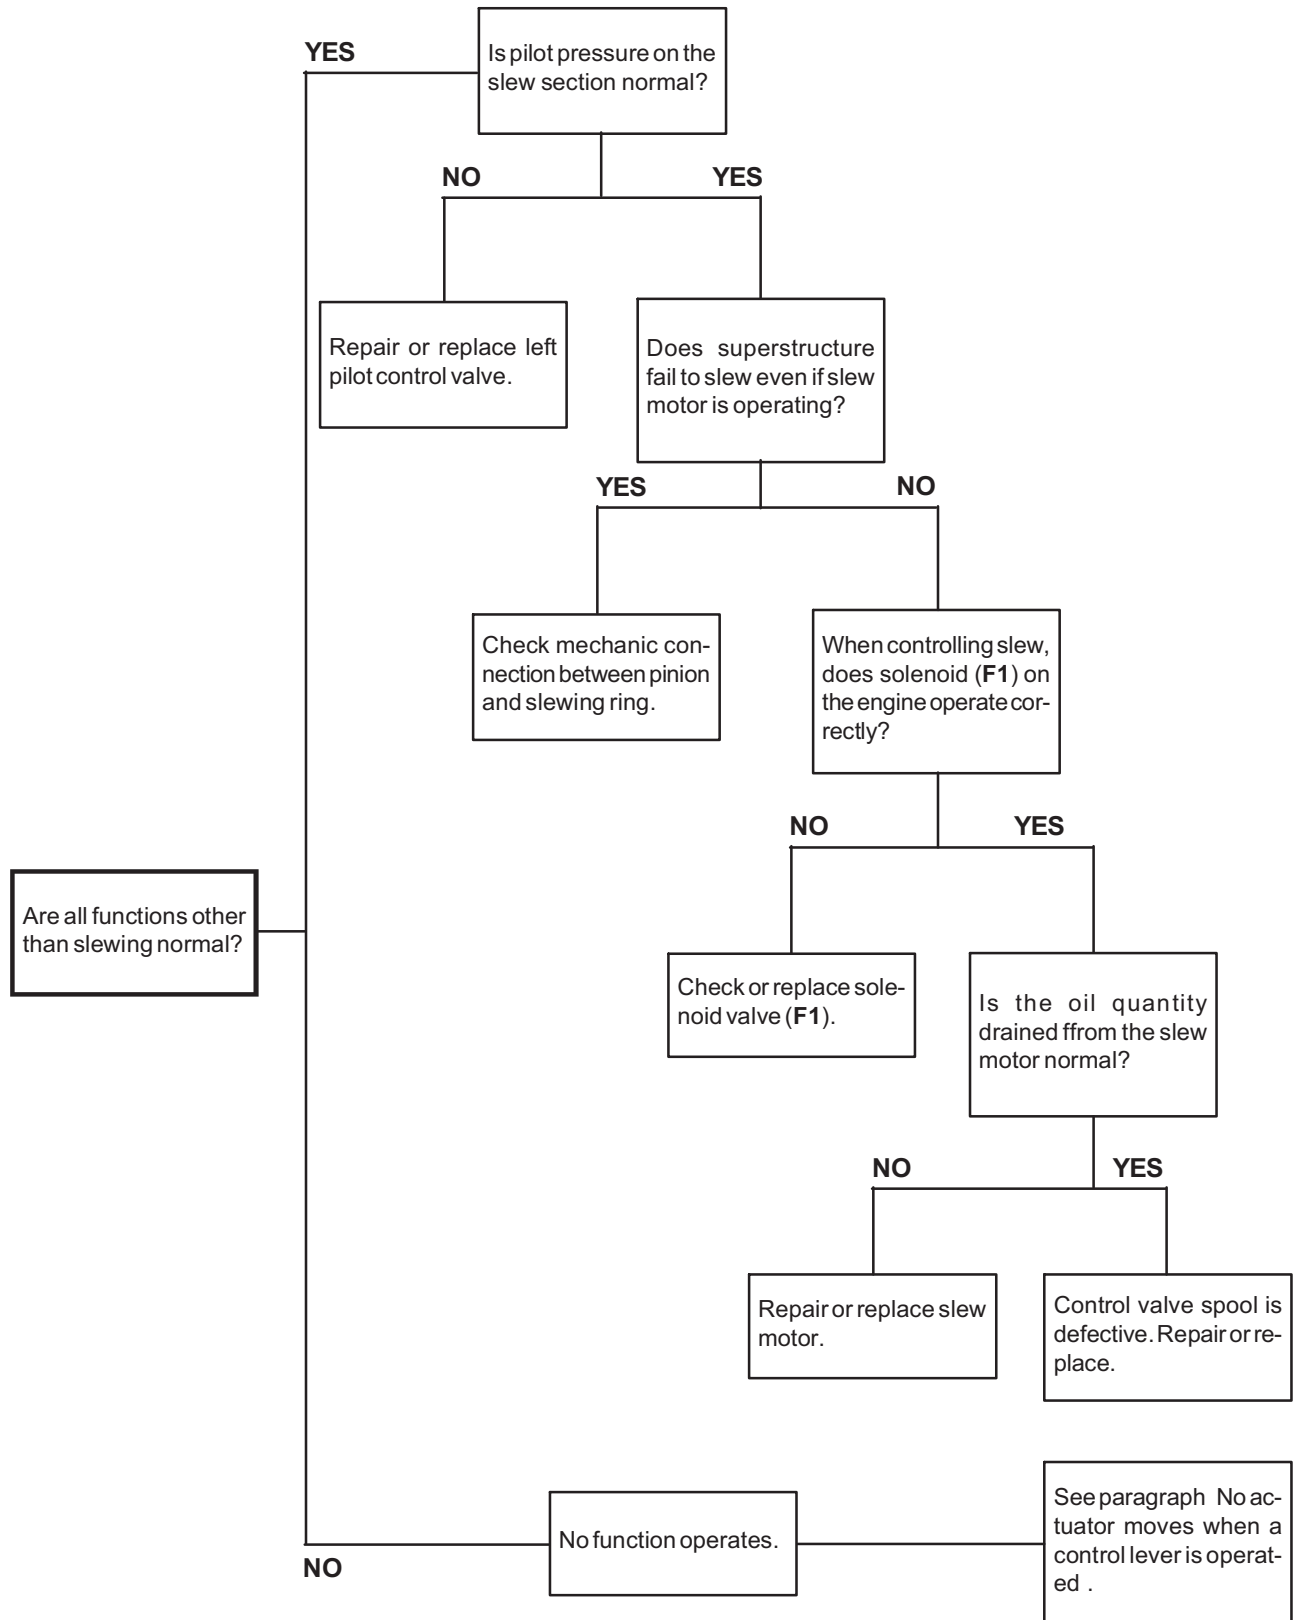 YES
Is pilot pressure on the
slew section normal?
NO
YES
Repair or replace left
pilot control valve.
Does superstructure
fail to slew even if slew
motor is operating?
YES
NO
Check mechanic con-
nection between pinion
and slewing ring.
When controlling slew,
does solenoid (F1) on
the engine operate cor-
rectly?
NO
YES
Are all functions other
than slewing normal?
Check or replace sole-
noid valve (F1).
Is the oil quantity
drained ffrom the slew
motor normal?
NO
YES
Repair or replace slew
motor.
Control valve spool is
defective. Repair or re-
place.
NO
No function operates.
See paragraph No ac-
tuator moves when a
control lever is operat-
ed .